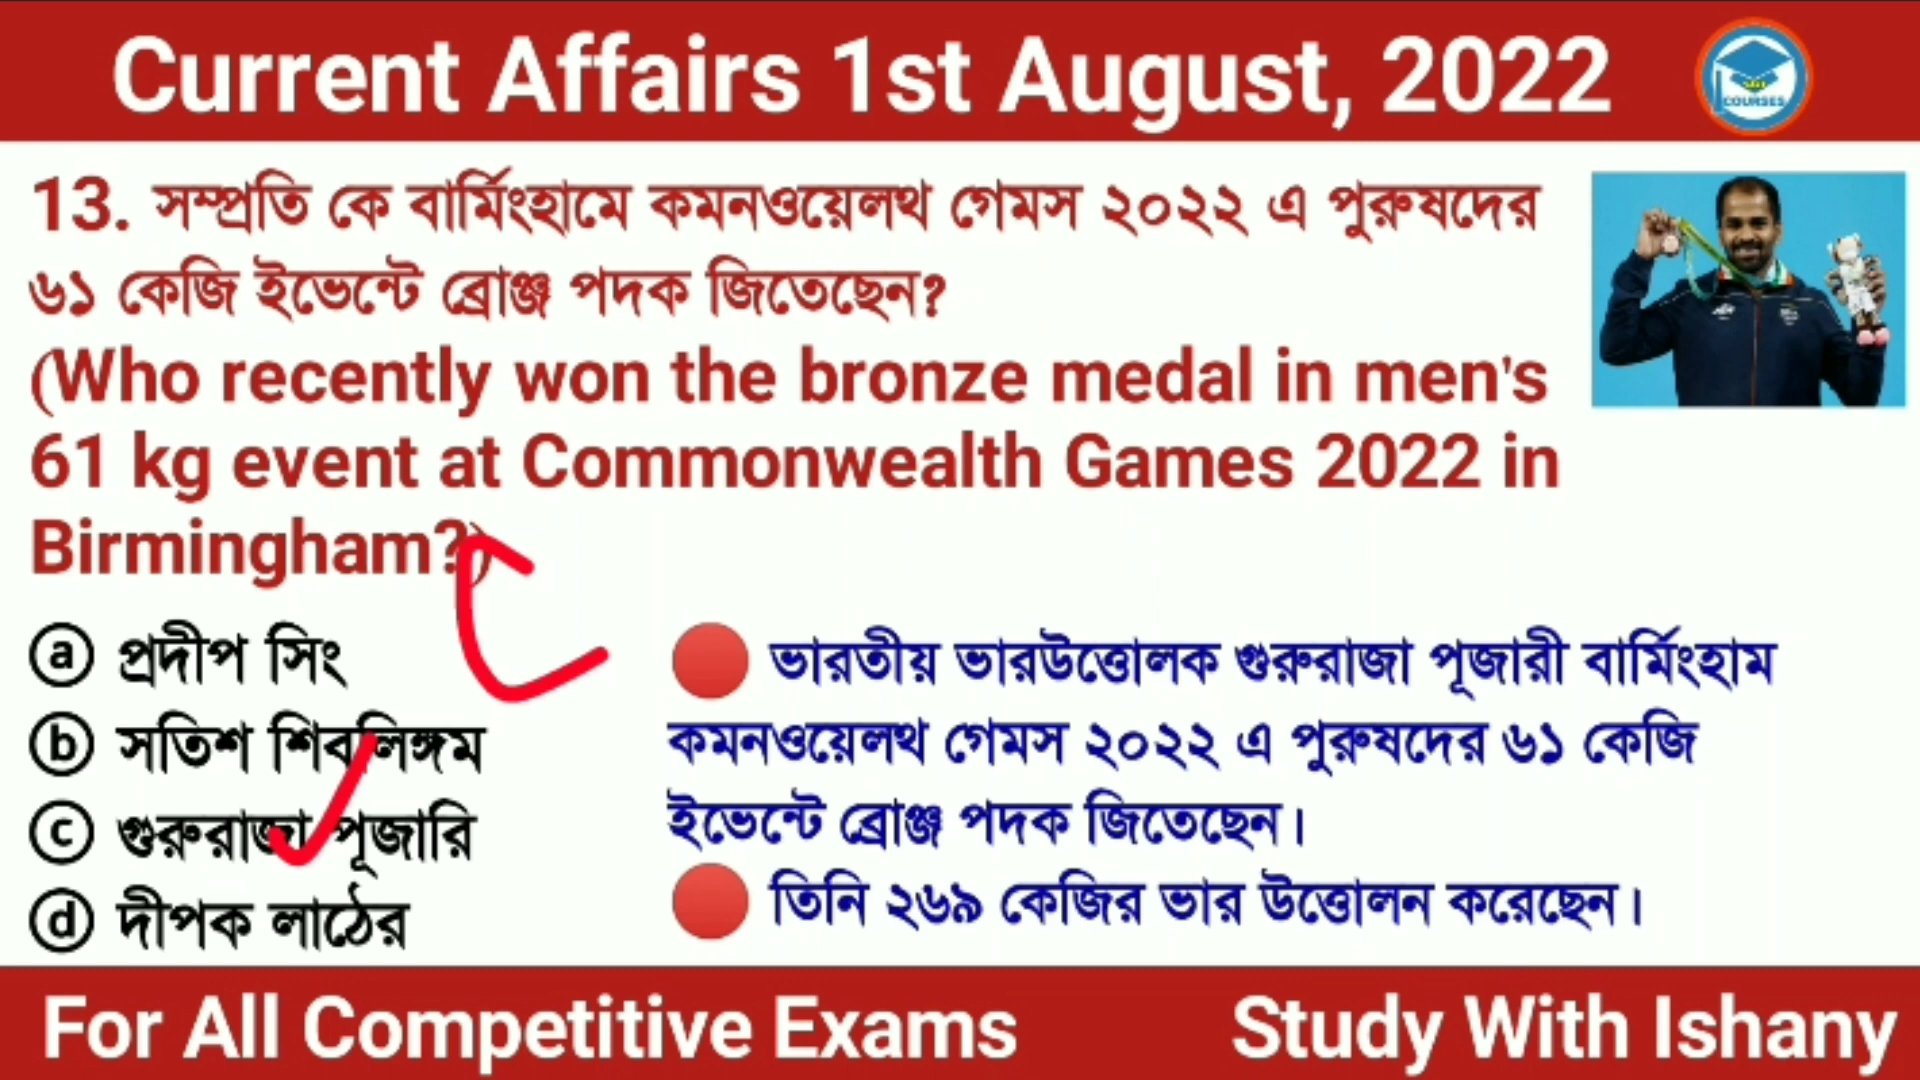 Current Affairs 1st August, 2022
COURSES
13. সম্প্রতি কে বার্মিংহামে কমনওয়েলথ গেমস ২০২২ এ পুরুষদের
৬১ কেজি ইভেন্টে ব্রোঞ্জ পদক জিতেছেন?
(Who recently won the bronze medal in men's
61 kg event at Commonwealth Games 2022 in
Birmingham?)
C
ⓐ প্রদীপ সিং
ⓑ সতিশ শিবলিঙ্গম
ⓒ গুরুরাজা পূজারি
ⓓ দীপক লাঠের
🔴 ভারতীয় ভারউত্তোলক গুরুরাজা পূজারী বার্মিংহাম
কমনওয়েলথ গেমস ২০২২ এ পুরুষদের ৬১ কেজি
ইভেন্টে ব্রোঞ্জ পদক জিতেছেন।
🔴 তিনি ২৬৯ কেজির ভার উত্তোলন করেছেন।
For All Competitive Exams
Study With Ishany